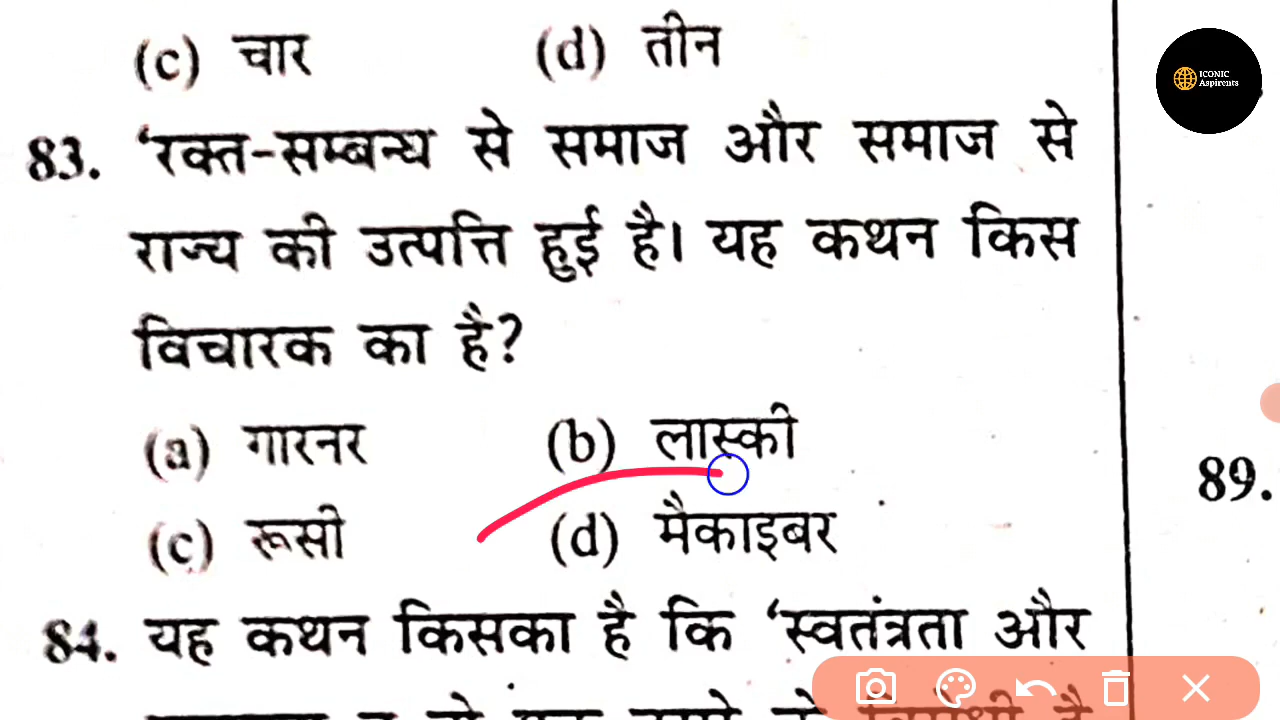 (c) चार (d) तीन
ICONIC
Aspirents
83. ‘रक्त-सम्बन्ध से समाज और समाज से
राज्य की उत्पत्ति हुई है। यह कथन किस
विचारक का है?
(a) गारनर (b) लास्की
(c) रूसी (d) मैकाइबर
89.
84. यह कथन किसका है कि ‘स्वतंत्रता और